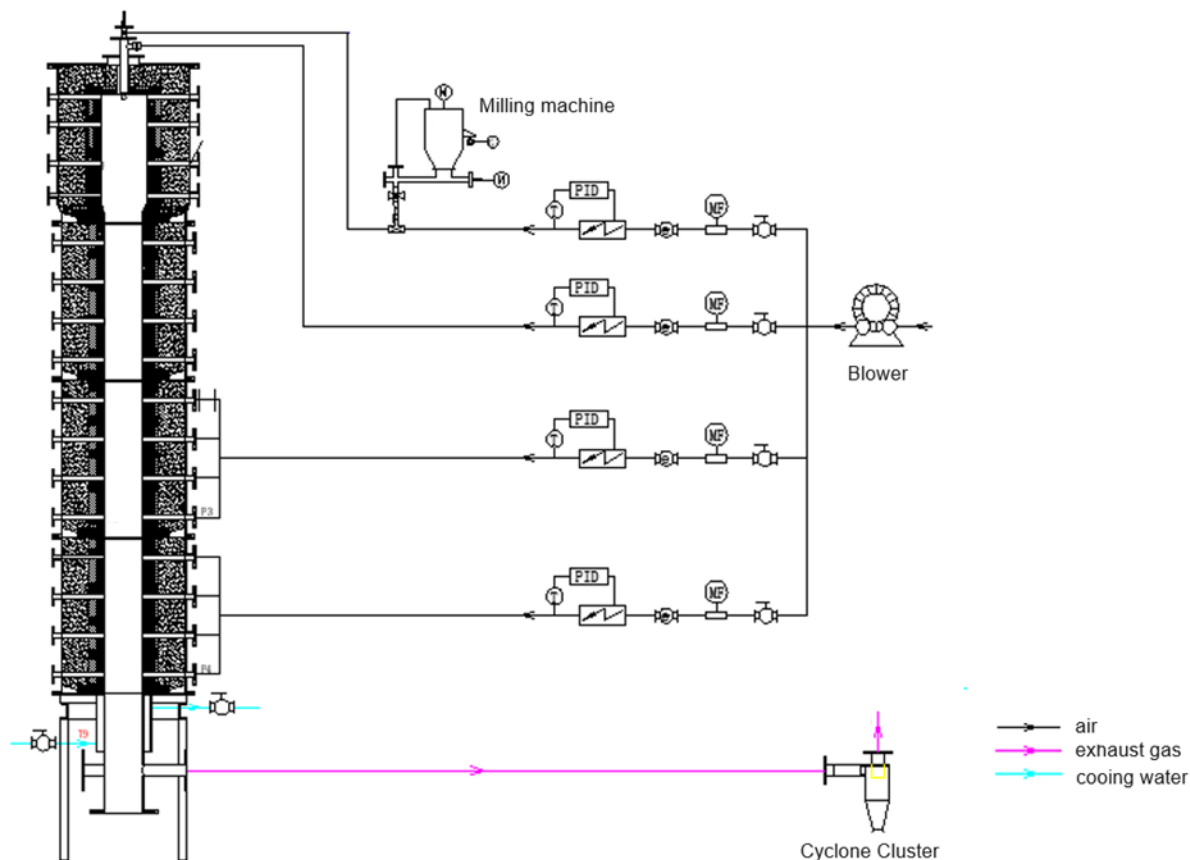 M
Milling machine
M
PID
T
MF
PID
T
MF
Blower
PID
T
MF
P3
PID
T
MF
P4
T9
air
exhaust gas
cooing water
Cyclone Cluster